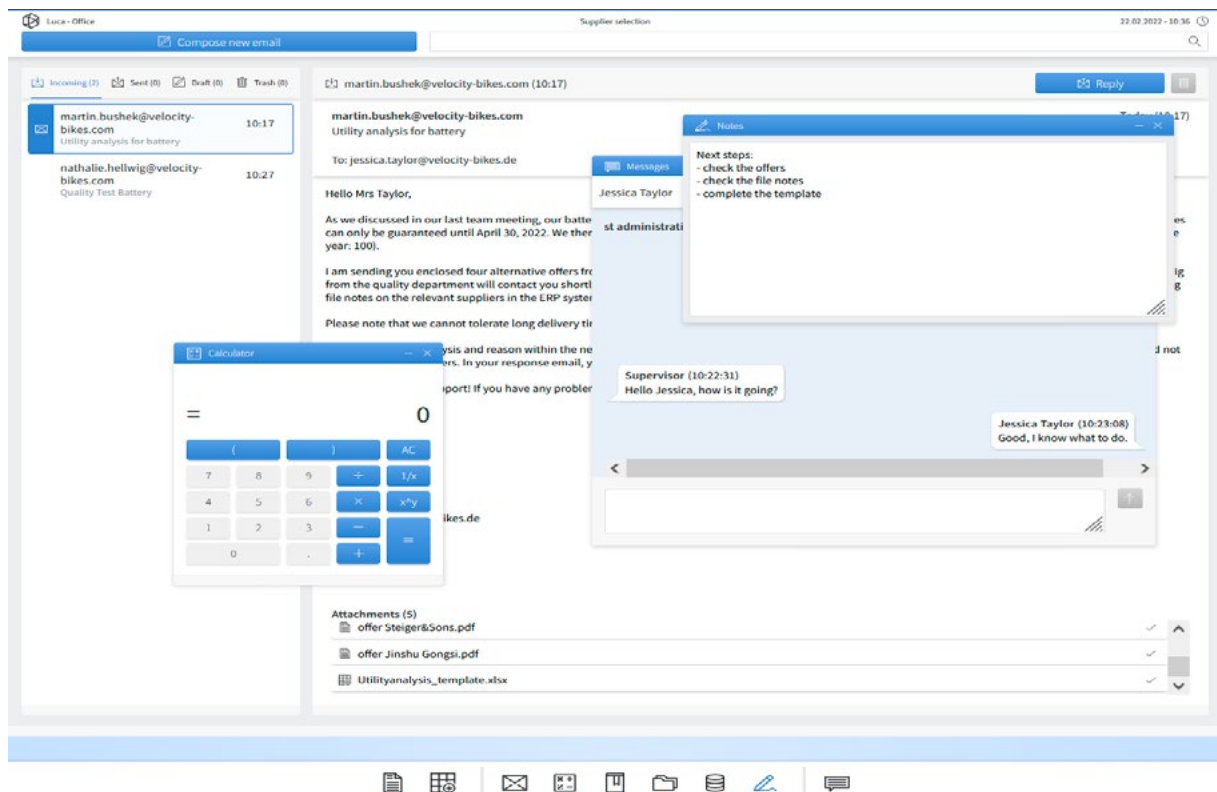 Luca - Office
Supplier selection
22.02.2022 - 10:36
Compose new email
Incoming (2) Sent (0) Draft (0) Trash (0)
martin.bushek@velocity-bikes.com (10:17)
Reply
martin.bushek@velocity-
bikes.com
10:17
Utility analysis for battery
nathalie.hellwig@velocity-
bikes.com
10:27
Quality Test Battery
martin.bushek@velocity-bikes.com
Utility analysis for battery
To: jessica.taylor@velocity-bikes.de
Hello Mrs Taylor,
As we discussed in our last team meeting, our batte
can only be guaranteed until April 30, 2022. We ther
year: 100).
I am sending you enclosed four alternative offers fr
from the quality department will contact you shortl
file notes on the relevant suppliers in the ERP syste
Please note that we cannot tolerate long delivery ti
ysis and reason within the ne
ers. In your response email, y
port! If you have any probler
ikes.de
Attachments (5)
offer Steiger&Sons.pdf
offer Jinshu Gongsi.pdf
Utilityanalysis_template.xlsx
Calculator
= 0
( ) AC
7 8 9 ÷ 1/x
4 5 6 × x^y
1 2 3 −
0 . + =
Messages
Jessica Taylor
st administrati
Supervisor (10:22:31)
Hello Jessica, how is it going?
Jessica Taylor (10:23:08)
Good, I know what to do.
Notes
Next steps:
- check the offers
- check the file notes
- complete the template